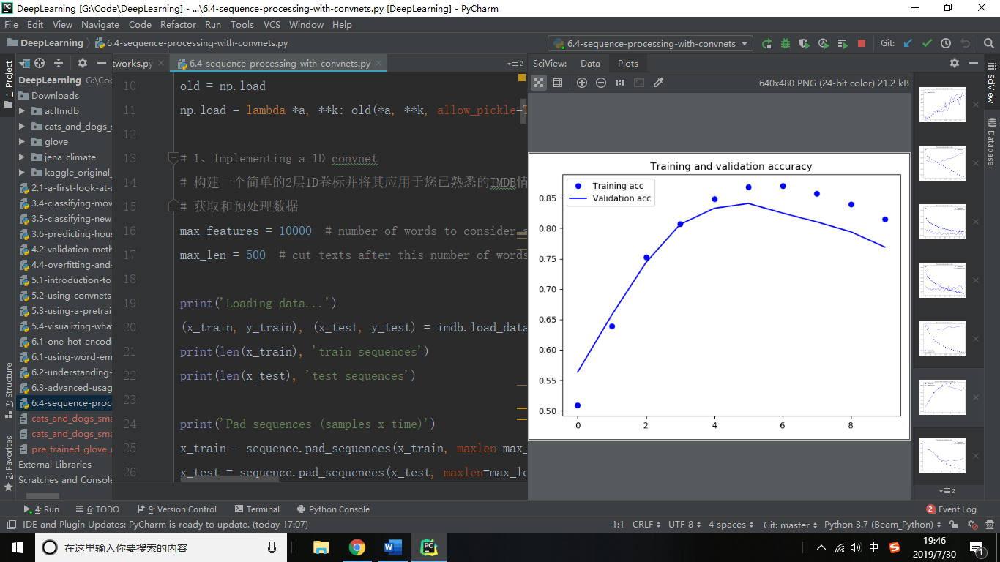 DeepLearning [G:\Code\DeepLearning] - ...\6.4-sequence-processing-with-convnets.py [DeepLearning] - PyCharm
File Edit View Navigate Code Refactor Run Tools VCS Window Help
DeepLearning 6.4-sequence-processing-with-convnets.py
6.4-sequence-processing-with-convnets
Git:
1: Project
7: Structure
2: Favorites
DeepLearning G:\Coc
Downloads
aclImdb
cats_and_dogs_s
glove
jena_climate
kaggle_original_
2.1-a-first-look-at-a
3.4-classifying-mov
3.5-classifying-new
3.6-predicting-hous
4.2-validation-meth
4.4-overfitting-and-
5.1-introduction-to
5.2-using-convnets
5.3-using-a-pretrai
5.4-visualizing-wha
6.1-one-hot-encodi
6.1-using-word-em
6.2-understanding-
6.3-advanced-usag
6.4-sequence-proc
cats_and_dogs_sma
cats_and_dogs_sma
pre_trained_glove_
External Libraries
Scratches and Console
tworks.py
6.4-sequence-processing-with-convnets.py
2
10 old = np.load
11 np.load = lambda *a, **k: old(*a, **k, allow_pickle=T
12
13 # 1、Implementing a 1D convnet
14 # 构建一个简单的2层1D卷标并将其应用于您已熟悉的IMDB情
15 # 获取和预处理数据
16 max_features = 10000 # number of words to consider a
17 max_len = 500 # cut texts after this number of words
18
19 print('Loading data...')
20 (x_train, y_train), (x_test, y_test) = imdb.load_data
21 print(len(x_train), 'train sequences')
22 print(len(x_test), 'test sequences')
23
24 print('Pad sequences (samples x time)')
25 x_train = sequence.pad_sequences(x_train, maxlen=max_
26 x_test = sequence.pad_sequences(x_test, maxlen=max_le
SciView: Data Plots
1:1
640x480 PNG (24-bit color) 21.2 kB
Training and validation accuracy
Training acc
Validation acc
0.85
0.80
0.75
0.70
0.65
0.60
0.55
0.50
0 2 4 6 8
2
SciView
Database
4: Run 6: TODO 9: Version Control Terminal Python Console 2 Event Log
IDE and Plugin Updates: PyCharm is ready to update. (today 17:07) 1:1 CRLF UTF-8 4 spaces Git: master Python 3.7 (Beam_Python)
在这里输入你要搜索的内容
中
19:46
2019/7/30
1